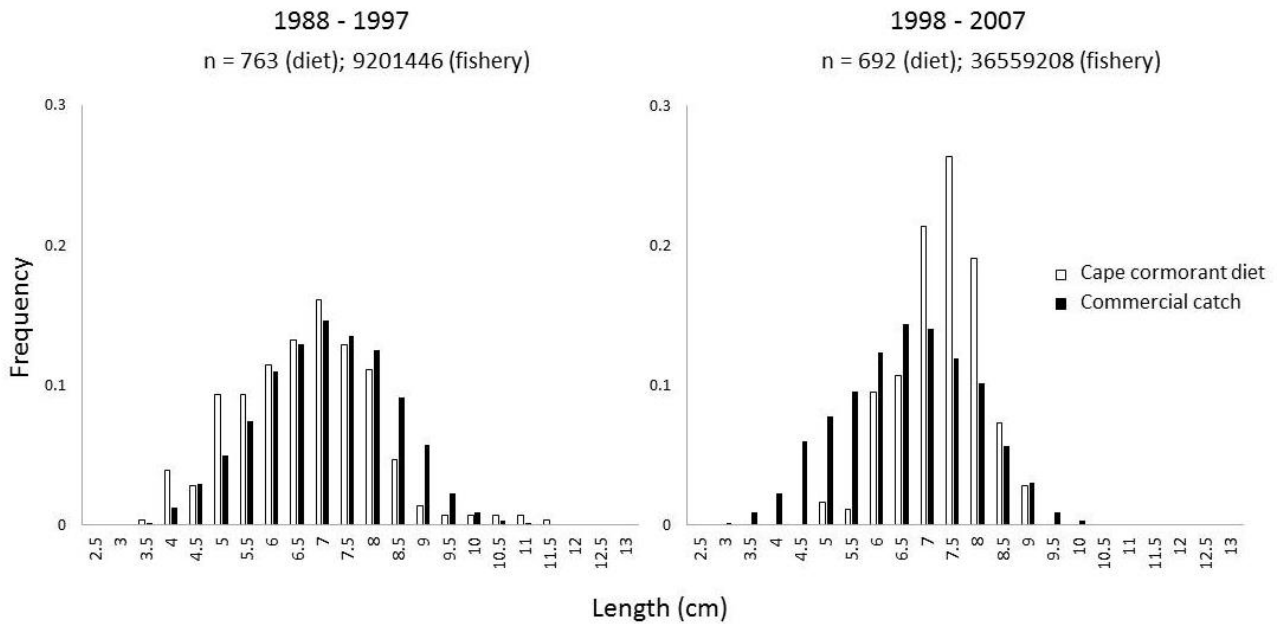 1988 - 1997
n = 763 (diet); 9201446 (fishery)
0.3
0.2
0.1
0
2.5 3 3.5 4 4.5 5 5.5 6 6.5 7 7.5 8 8.5 9 9.5 10 10.5 11 11.5 12 12.5 13
Frequency
1998 - 2007
n = 692 (diet); 36559208 (fishery)
0.3
0.2
0.1
0
2.5 3 3.5 4 4.5 5 5.5 6 6.5 7 7.5 8 8.5 9 9.5 10 10.5 11 11.5 12 12.5 13
Cape cormorant diet
Commercial catch
Length (cm)